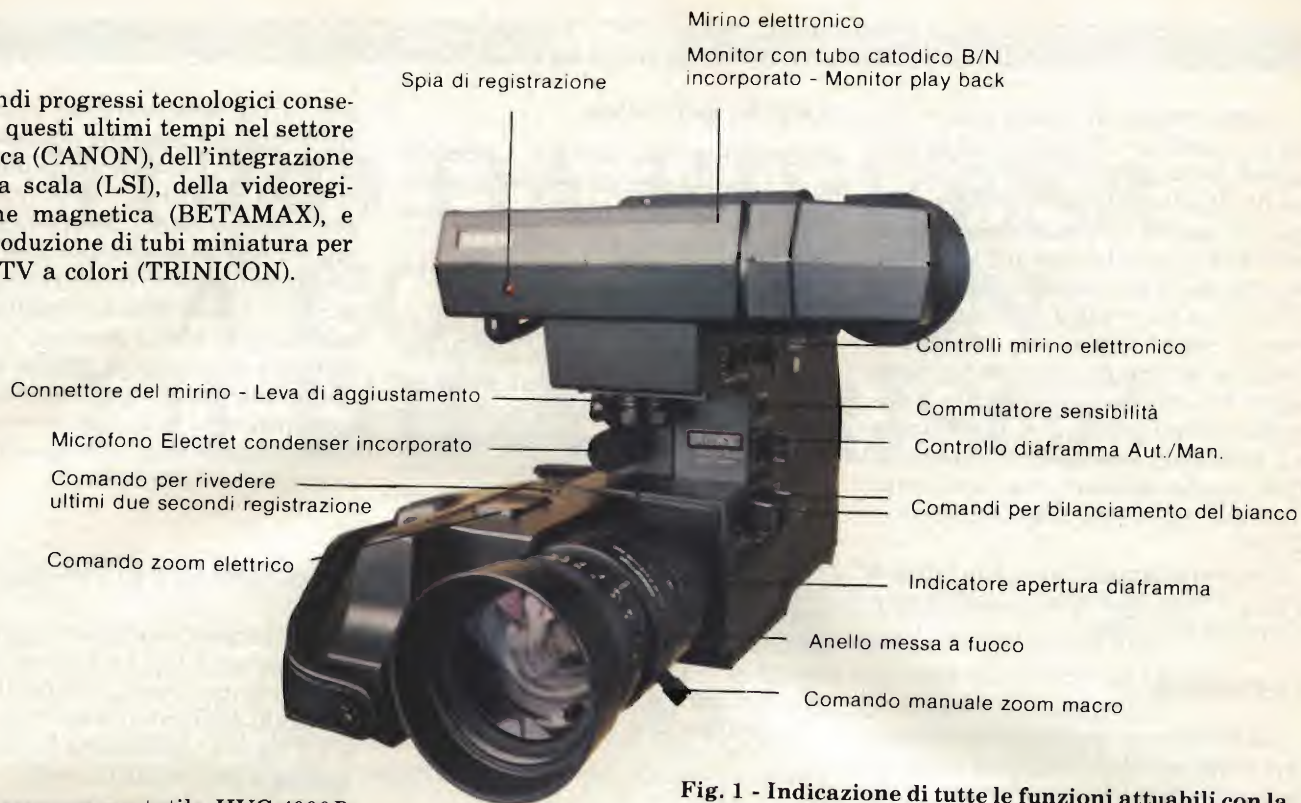 Mirino elettronico
Monitor con tubo catodico B/N
incorporato - Monitor play back
Spia di registrazione
ndi progressi tecnologici conse-
questi ultimi tempi nel settore
ca (CANON), dell'integrazione
a scala (LSI), della videoregi-
ne magnetica (BETAMAX), e
oduzione di tubi miniatura per
TV a colori (TRINICON).
Controlli mirino elettronico
Connettore del mirino - Leva di aggiustamento
Commutatore sensibilità
Microfono Electret condenser incorporato
Controllo diaframma Aut./Man.
Comando per rivedere
ultimi due secondi registrazione
Comandi per bilanciamento del bianco
Comando zoom elettrico
Indicatore apertura diaframma
Anello messa a fuoco
Comando manuale zoom macro
Fig. 1 - Indicazione di tutte le funzioni attuabili con la